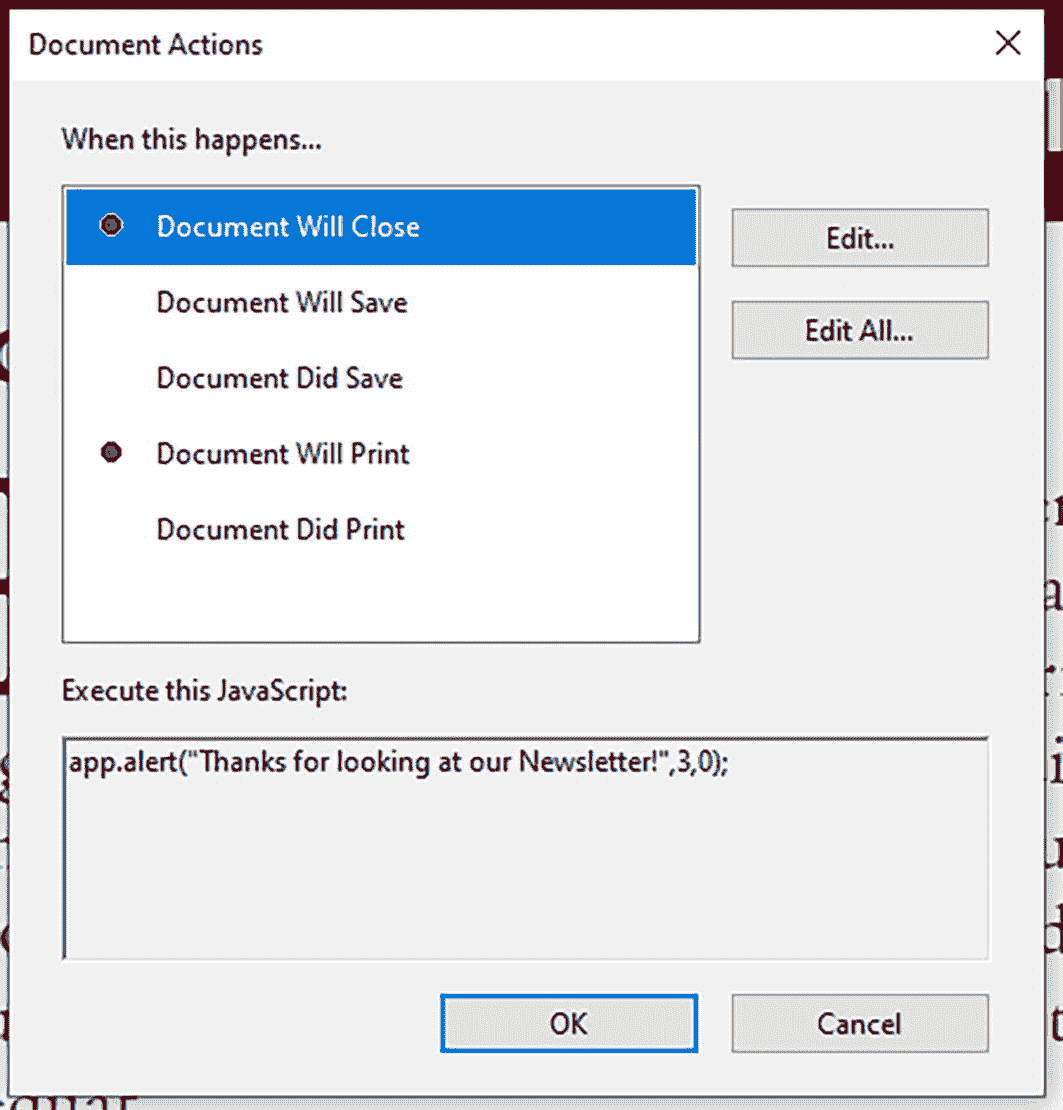 Document Actions
When this happens...
Document Will Close
Edit...
Document Will Save
Edit All...
Document Did Save
Document Will Print
Document Did Print
Execute this JavaScript:
app.alert("Thanks for looking at our Newsletter!",3,0);
OK
Cancel